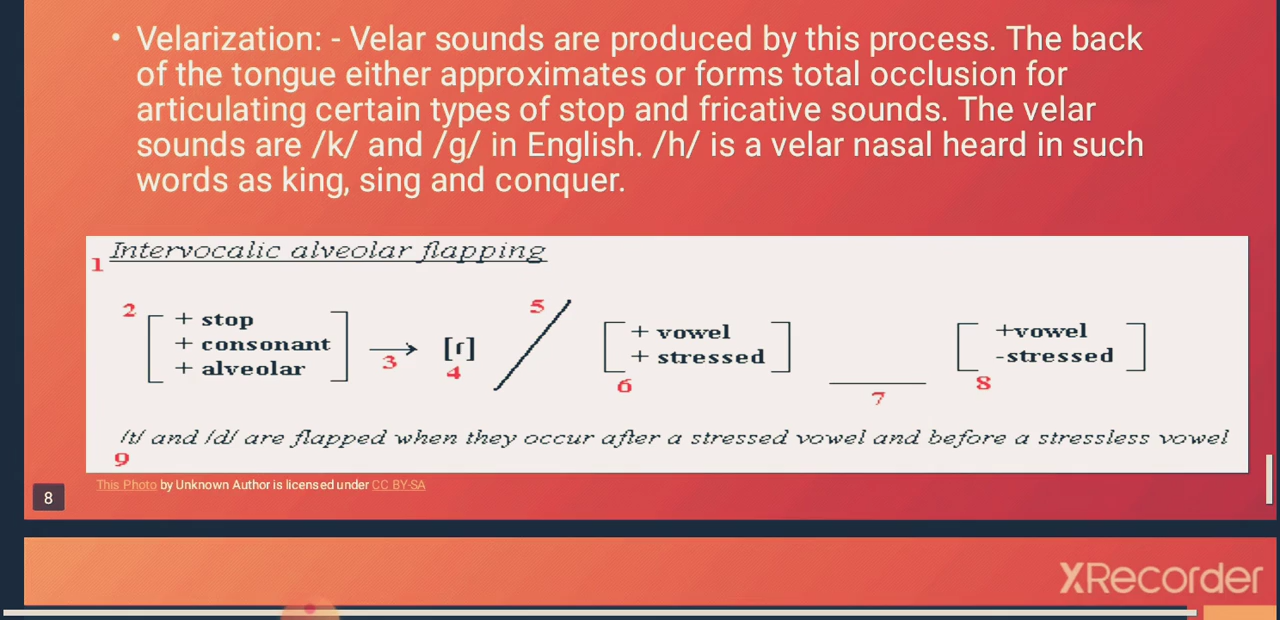 • Velarization: - Velar sounds are produced by this process. The back
of the tongue either approximates or forms total occlusion for
articulating certain types of stop and fricative sounds. The velar
sounds are /k/ and /g/ in English. /h/ is a velar nasal heard in such
words as king, sing and conquer.
1 Intervocalic alveolar flapping
2 [+ stop
+ consonant
+ alveolar]
→ 3
[ɾ] 4
/ 5
[+ vowel
+ stressed] 6
___ 7
[+vowel
-stressed] 8
/t/ and /d/ are flapped when they occur after a stressed vowel and before a stressless vowel
9
This Photo by Unknown Author is licensed under CC BY-SA
8
XRecorder